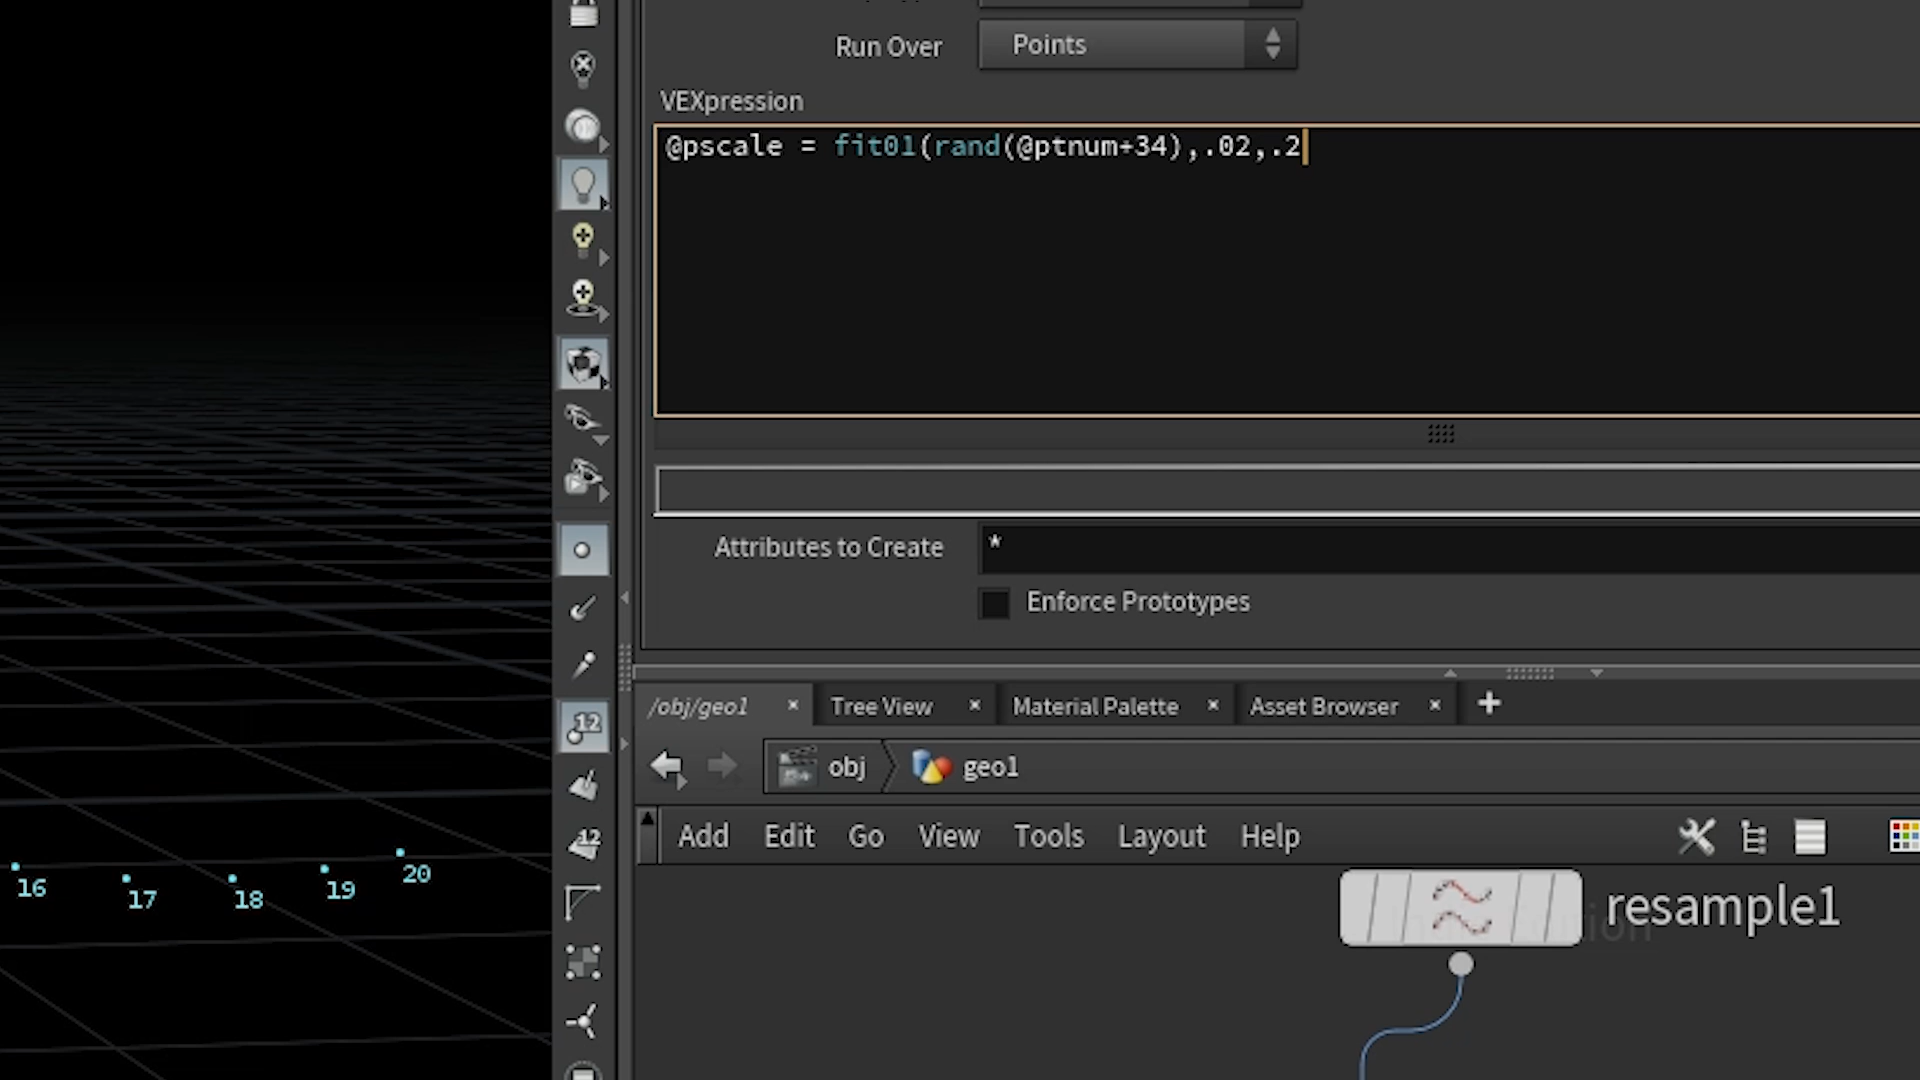 Run Over Points
VEXpression
@pscale = fit01(rand(@ptnum+34),.02,.2
Attributes to Create *
Enforce Prototypes
/obj/geo1 × Tree View × Material Palette × Asset Browser × +
obj geo1
Add Edit Go View Tools Layout Help
resample1
12
12
16 17 18 19 20